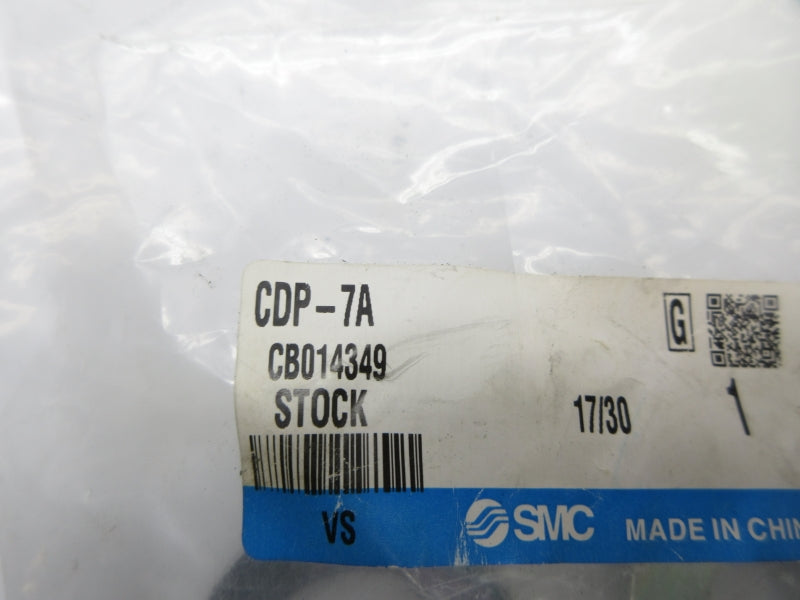 CDP-7A
G
CB014349
STOCK 17/30 1
VS SMC MADE IN CHIN